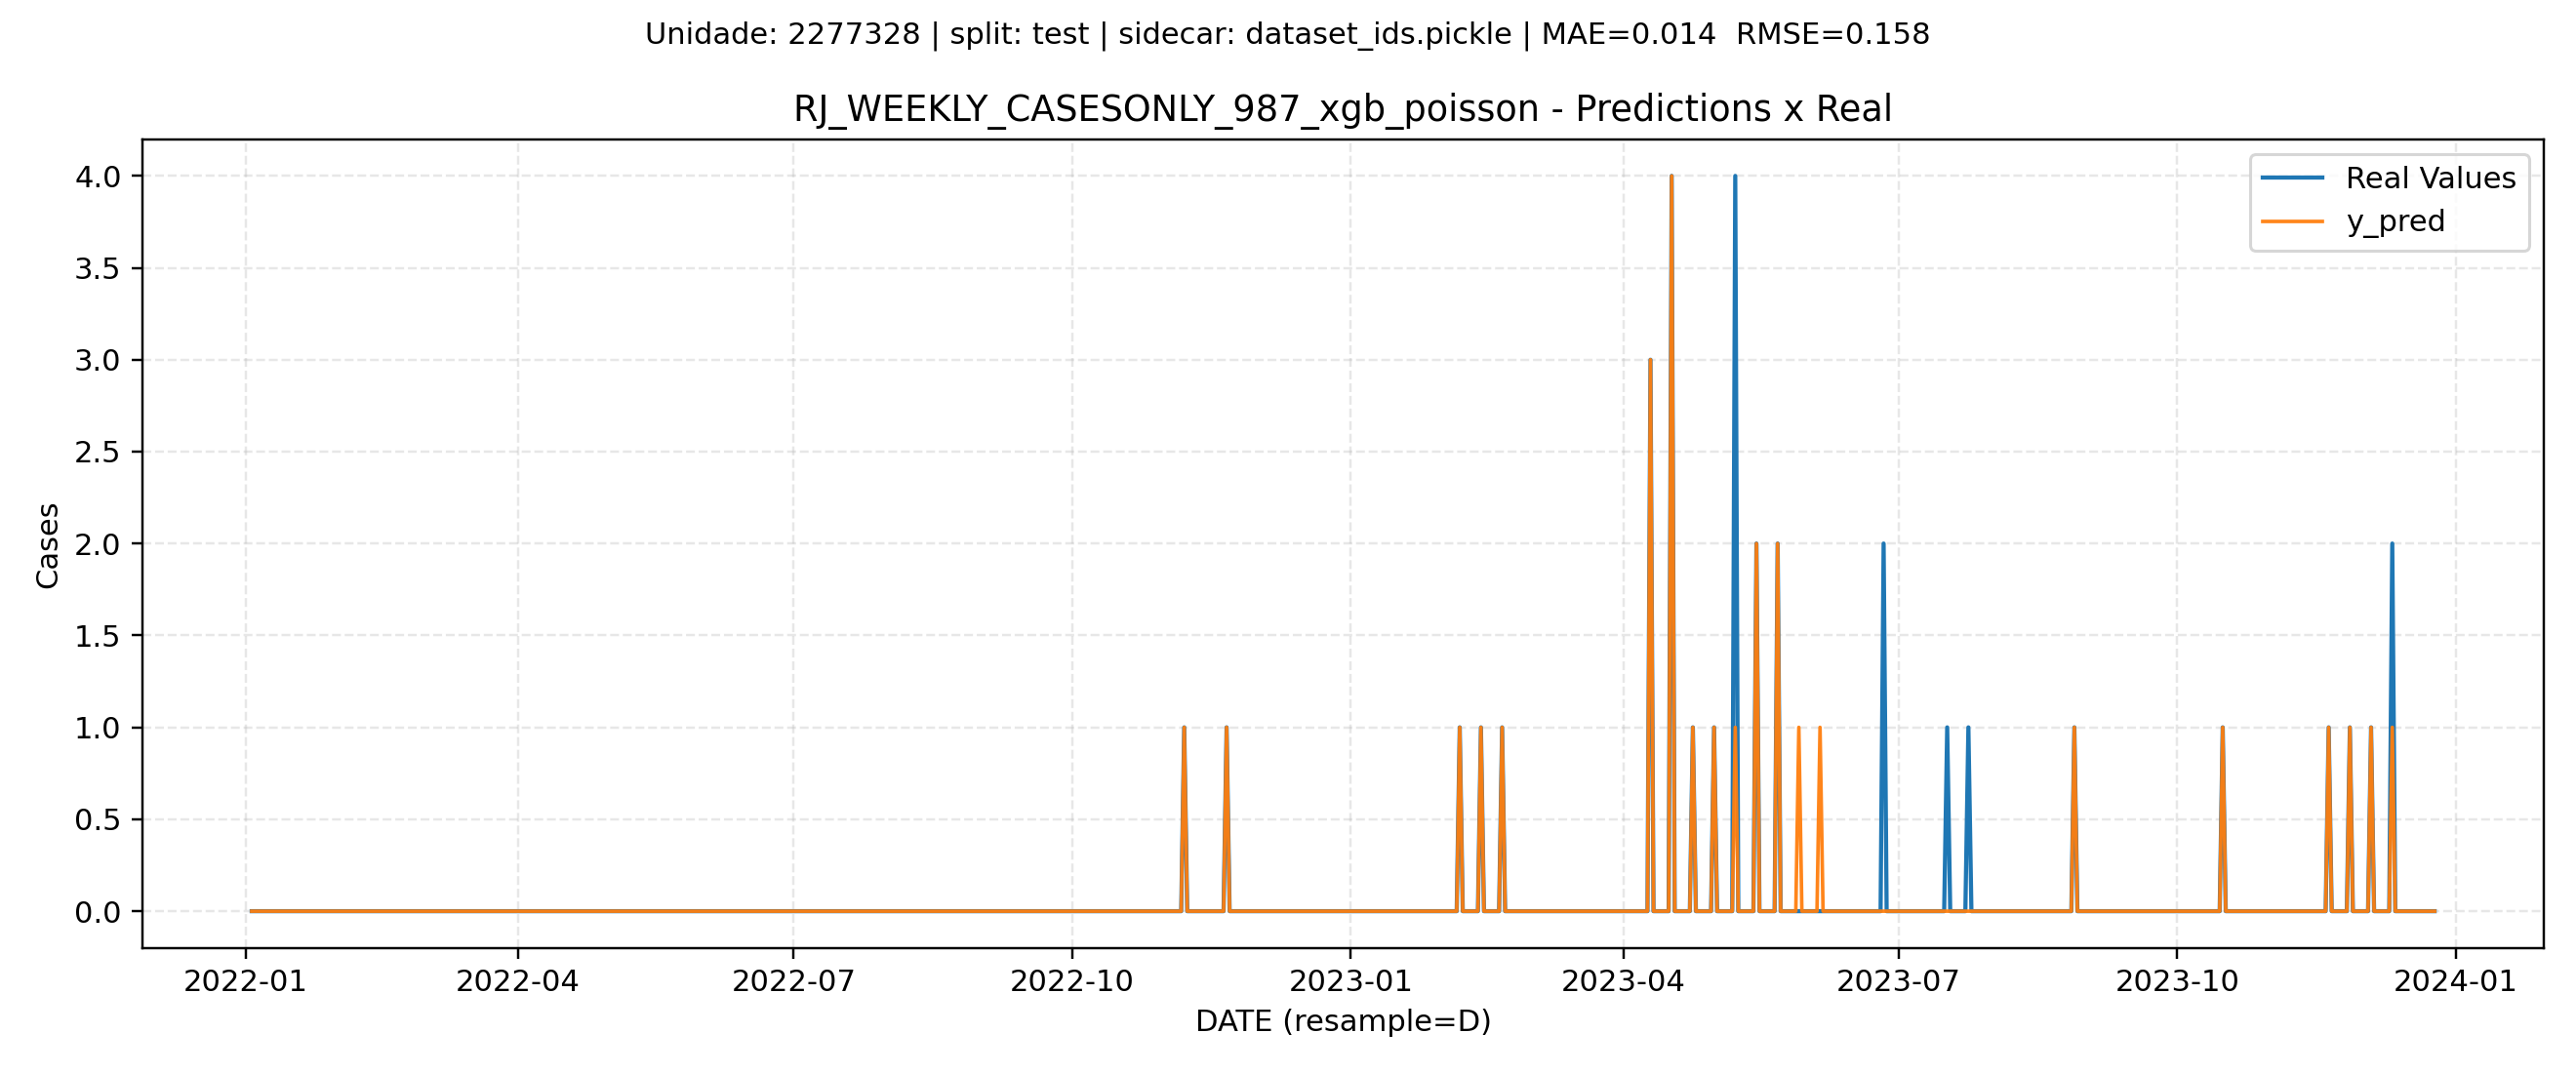 Unidade: 2277328 | split: test | sidecar: dataset_ids.pickle | MAE=0.014  RMSE=0.158
RJ_WEEKLY_CASESONLY_987_xgb_poisson - Predictions x Real
Real Values
y_pred
4.0
3.5
3.0
2.5
2.0
1.5
1.0
0.5
0.0
Cases
2022-01 2022-04 2022-07 2022-10 2023-01 2023-04 2023-07 2023-10 2024-01
DATE (resample=D)